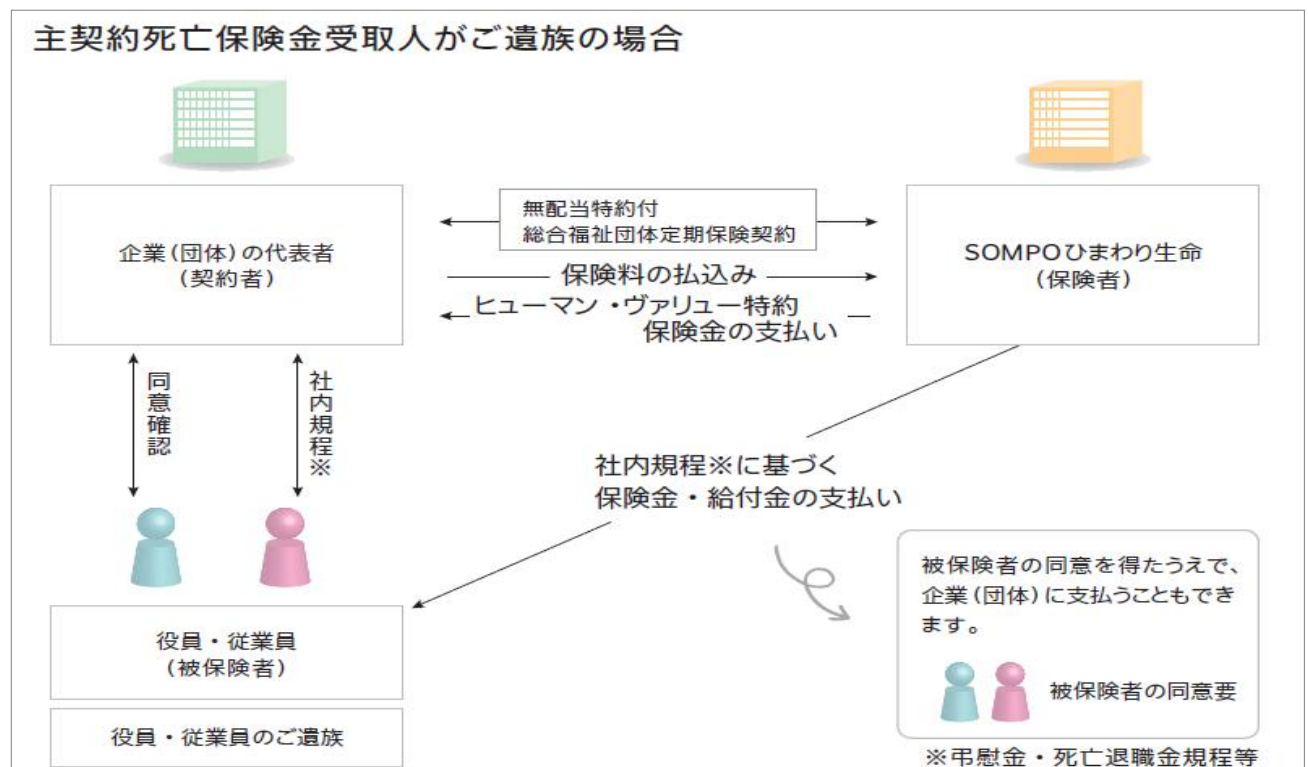 主契約死亡保険金受取人がご遺族の場合
企業(団体)の代表者
(契約者)
無配当特約付
総合福祉団体定期保険契約
保険料の払込み
ヒューマン・ヴァリュー特約
保険金の支払い
SOMPOひまわり生命
(保険者)
同意確認
社内規程※
社内規程※に基づく
保険金・給付金の支払い
役員・従業員
(被保険者)
役員・従業員のご遺族
被保険者の同意を得たうえで、
企業(団体)に支払うこともでき
ます。
被保険者の同意要
※弔慰金・死亡退職金規程等